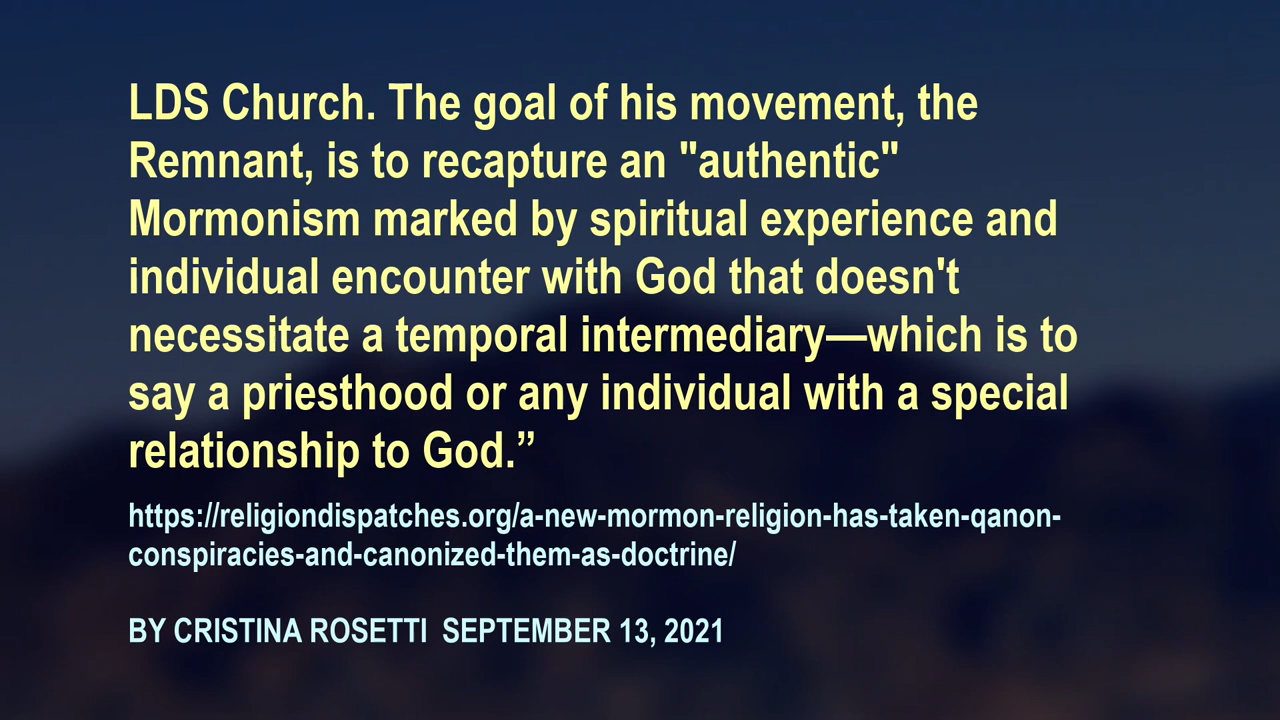 LDS Church. The goal of his movement, the
Remnant, is to recapture an "authentic"
Mormonism marked by spiritual experience and
individual encounter with God that doesn't
necessitate a temporal intermediary—which is to
say a priesthood or any individual with a special
relationship to God.”
https://religiondispatches.org/a-new-mormon-religion-has-taken-qanon-
conspiracies-and-canonized-them-as-doctrine/
BY CRISTINA ROSETTI  SEPTEMBER 13, 2021